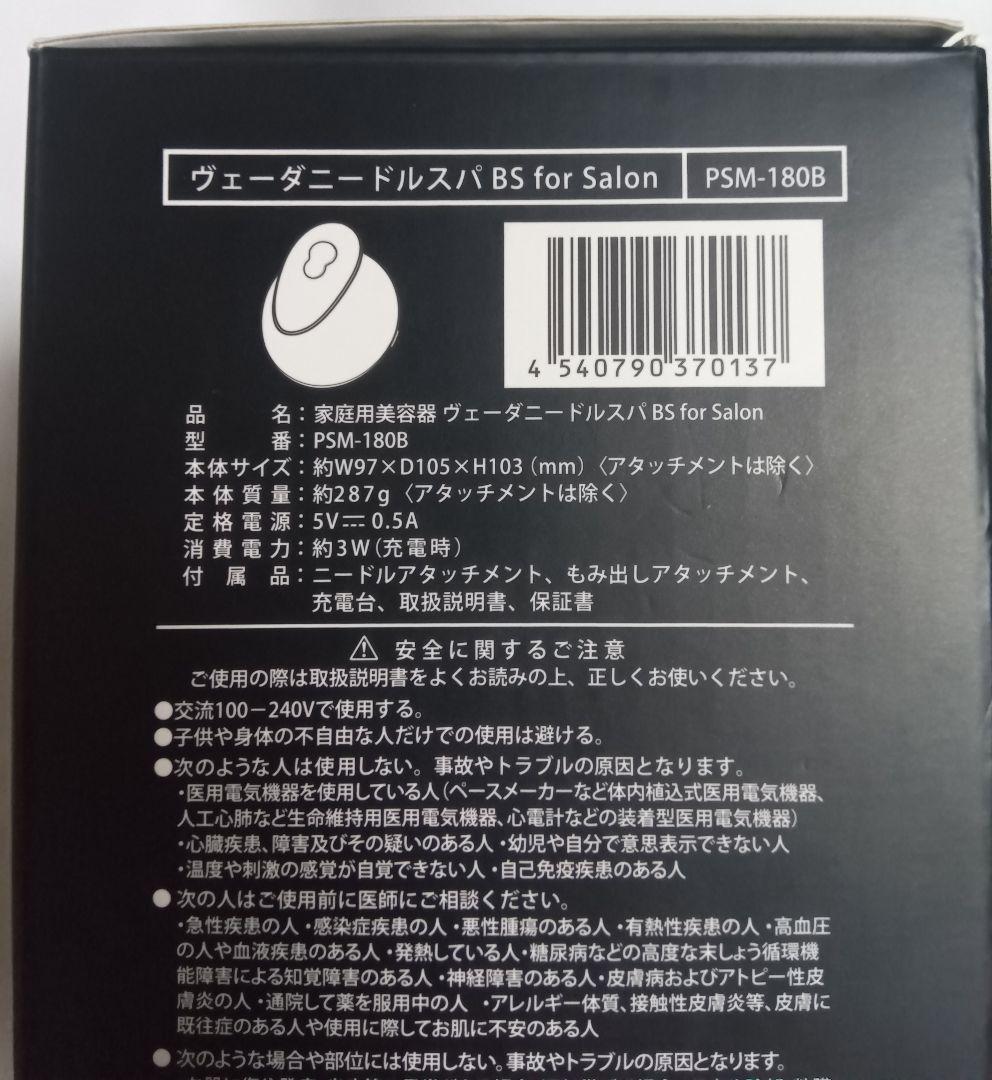 ヴェーダニードルスパ BS for Salon PSM-180B
4 540790 370137
品名：家庭用美容器 ヴェーダニードルスパ BS for Salon
型番：PSM-180B
本体サイズ：約W97×D105×H103（mm）〈アタッチメントは除く〉
本体質量：約287g〈アタッチメントは除く〉
定格電源：5V⎓0.5A
消費電力：約3W（充電時）
付属品：ニードルアタッチメント、もみ出しアタッチメント、
充電台、取扱説明書、保証書
⚠ 安全に関するご注意
ご使用の際は取扱説明書をよくお読みの上、正しくお使いください。
●交流100－240Vで使用する。
●子供や身体の不自由な人だけでの使用は避ける。
●次のような人は使用しない。事故やトラブルの原因となります。
・医用電気機器を使用している人（ペースメーカーなど体内植込式医用電気機器、
人工心肺など生命維持用医用電気機器、心電計などの装着型医用電気機器）
・心臓疾患、障害及びその疑いのある人・幼児や自分で意思表示できない人
・温度や刺激の感覚が自覚できない人・自己免疫疾患のある人
●次の人はご使用前に医師にご相談ください。
・急性疾患の人・感染症疾患の人・悪性腫瘍のある人・有熱性疾患の人・高血圧
の人や血液疾患のある人・発熱している人・糖尿病などの高度な末しょう循環機
能障害による知覚障害のある人・神経障害のある人・皮膚病およびアトピー性皮
膚炎の人・通院して薬を服用中の人 ・アレルギー体質、接触性皮膚炎等、皮膚に
既往症のある人や使用に際してお肌に不安のある人
●次のような場合や部位には使用しない。事故やトラブルの原因となります。